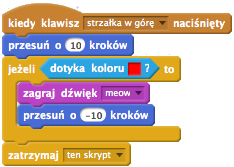 kiedy klawisz strzałka w górę naciśnięty
przesuń o 10 kroków
jeżeli dotyka koloru ? to
zagraj dźwięk meow
przesuń o -10 kroków
zatrzymaj ten skrypt